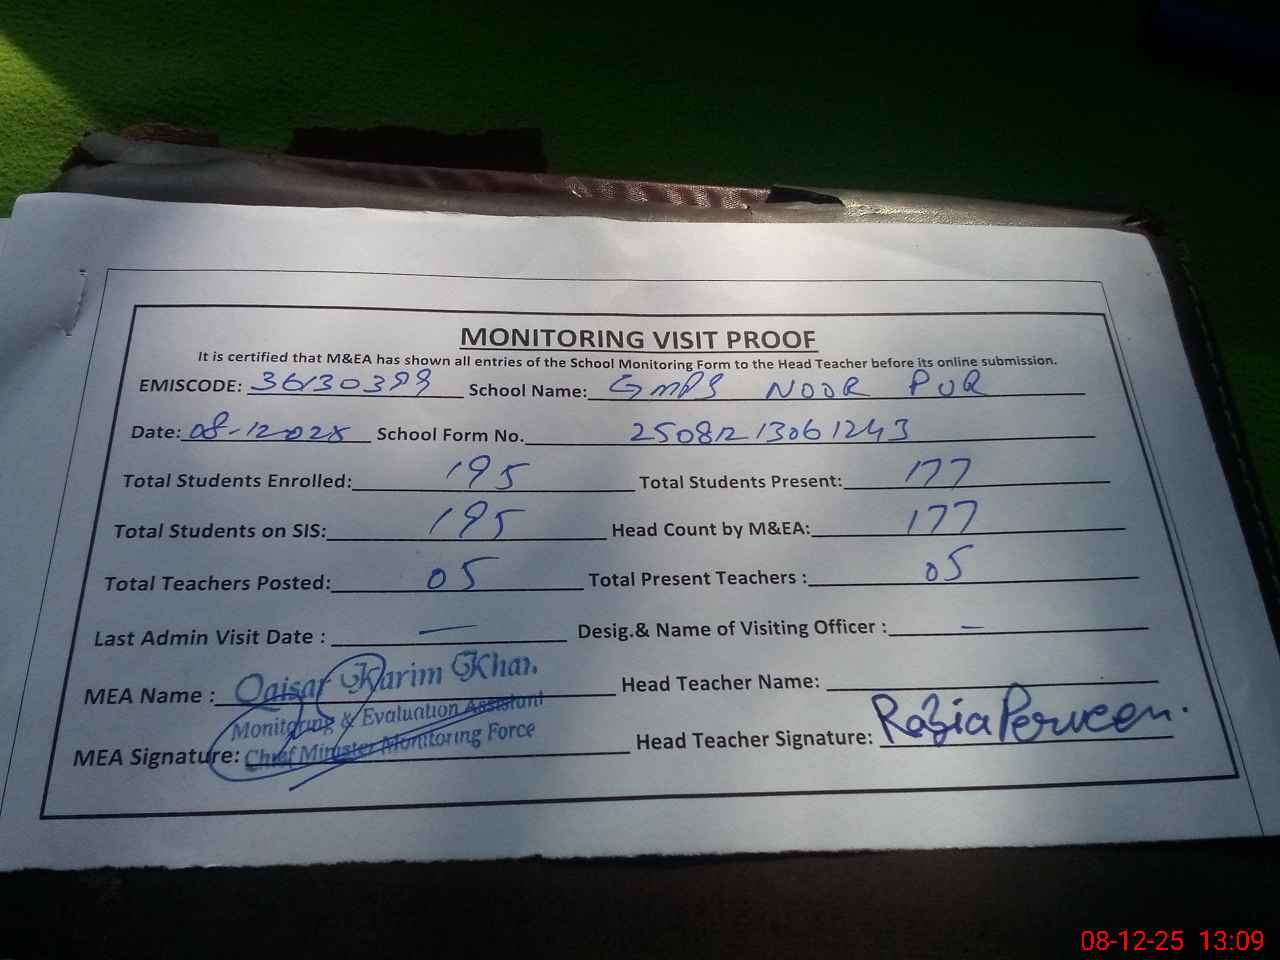 MONITORING VISIT PROOF
It is certified that M&EA has shown all entries of the School Monitoring Form to the Head Teacher before its online submission.
EMISCODE: 36130399 School Name: GMPS NOOR PUR
Date: 08-12-2025 School Form No. 25081213061243
Total Students Enrolled: 195 Total Students Present: 177
Total Students on SIS: 195 Head Count by M&EA: 177
Total Teachers Posted: 05 Total Present Teachers : 05
Last Admin Visit Date : — Desig.& Name of Visiting Officer : —
MEA Name : Qaisar Karim Khan Head Teacher Name:
Monitoring & Evaluation Assistant
MEA Signature: Chief Minister Monitoring Force Head Teacher Signature: Razia Perveen.
08-12-25 13:09